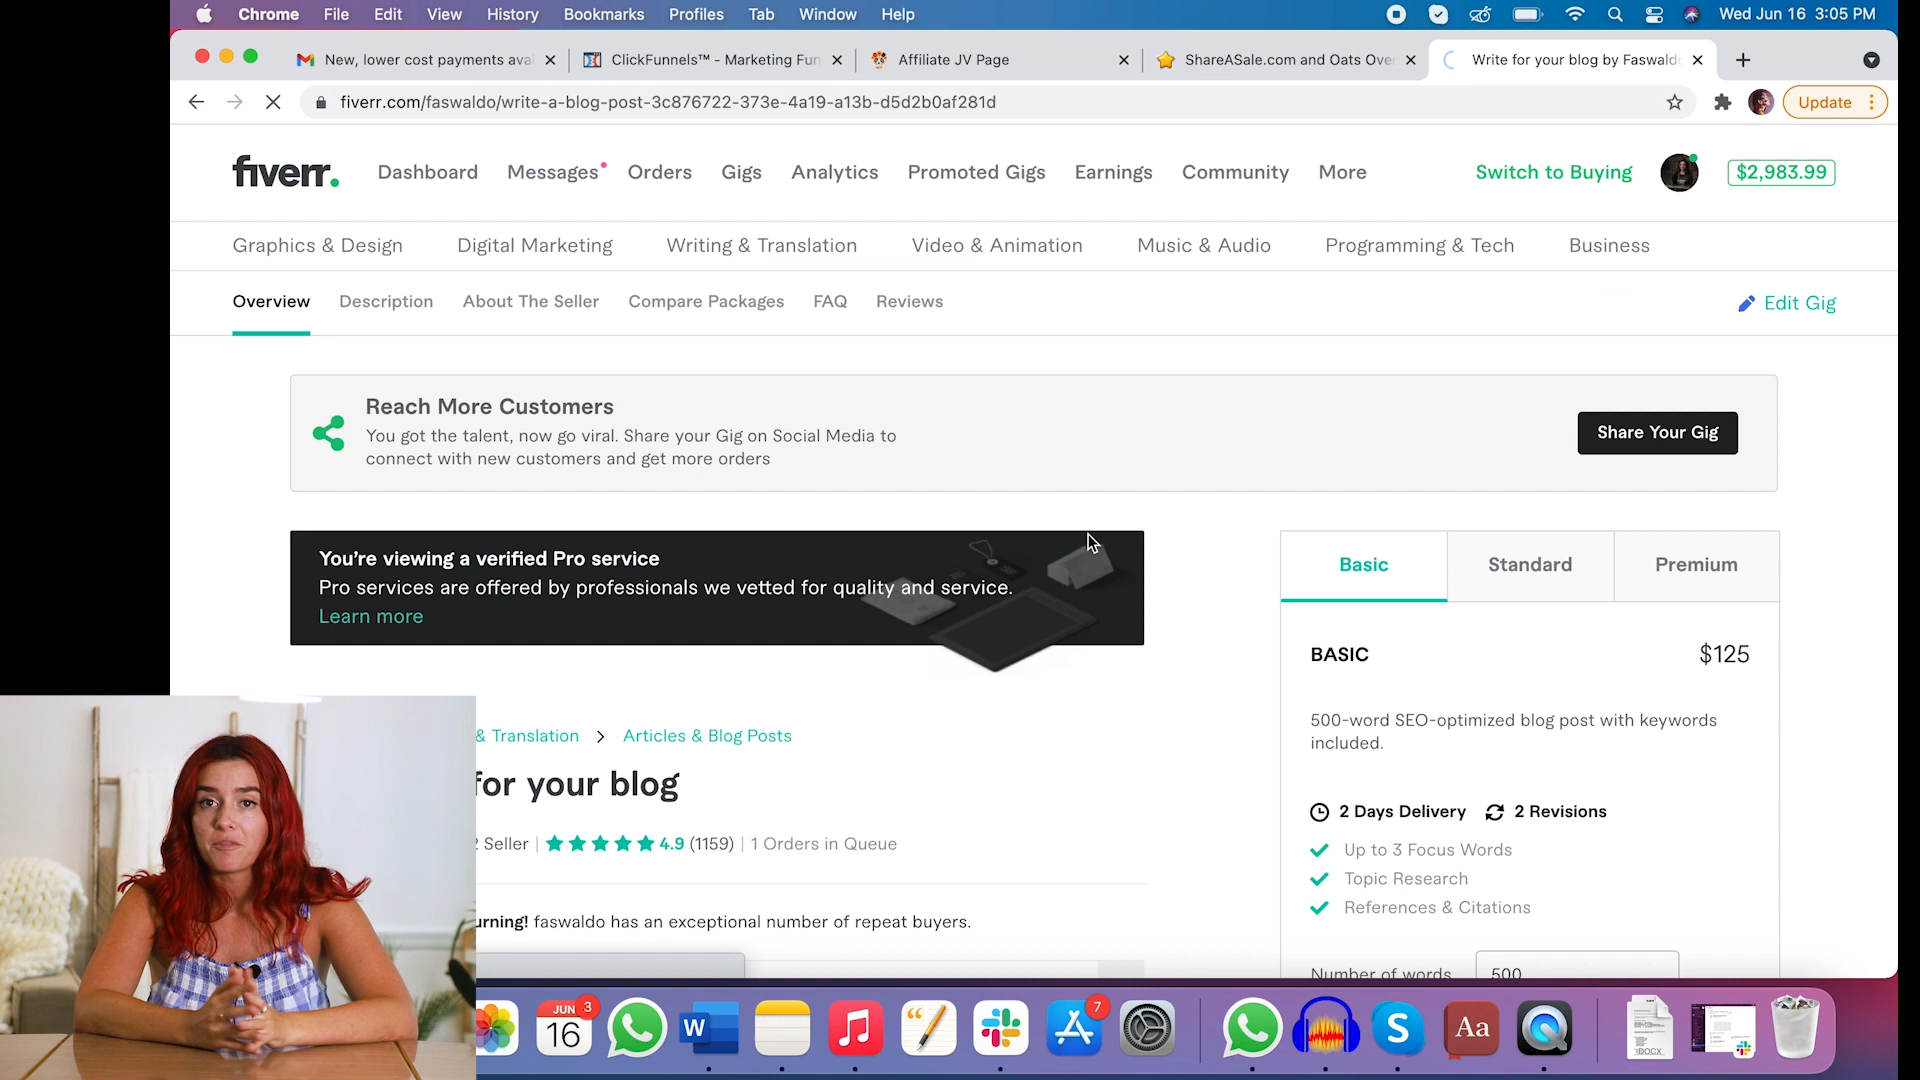 Chrome File Edit View History Bookmarks Profiles Tab Window Help Wed Jun 16 3:05 PM
New, lower cost payments avai ClickFunnels™ - Marketing Fun Affiliate JV Page ShareASale.com and Oats Over Write for your blog by Faswald
fiverr.com/faswaldo/write-a-blog-post-3c876722-373e-4a19-a13b-d5d2b0af281d Update
fiverr. Dashboard Messages Orders Gigs Analytics Promoted Gigs Earnings Community More Switch to Buying $2,983.99
Graphics & Design Digital Marketing Writing & Translation Video & Animation Music & Audio Programming & Tech Business
Overview Description About The Seller Compare Packages FAQ Reviews Edit Gig
Reach More Customers
You got the talent, now go viral. Share your Gig on Social Media to
connect with new customers and get more orders
Share Your Gig
You're viewing a verified Pro service
Pro services are offered by professionals we vetted for quality and service.
Learn more
Basic Standard Premium
BASIC $125
500-word SEO-optimized blog post with keywords
included.
2 Days Delivery 2 Revisions
Up to 3 Focus Words
Topic Research
References & Citations
Number of words 500
& Translation > Articles & Blog Posts
for your blog
2 Seller 4.9 (1159) 1 Orders in Queue
urning! faswaldo has an exceptional number of repeat buyers.
JUN 3
16
W
7
S
Aa
DOCX